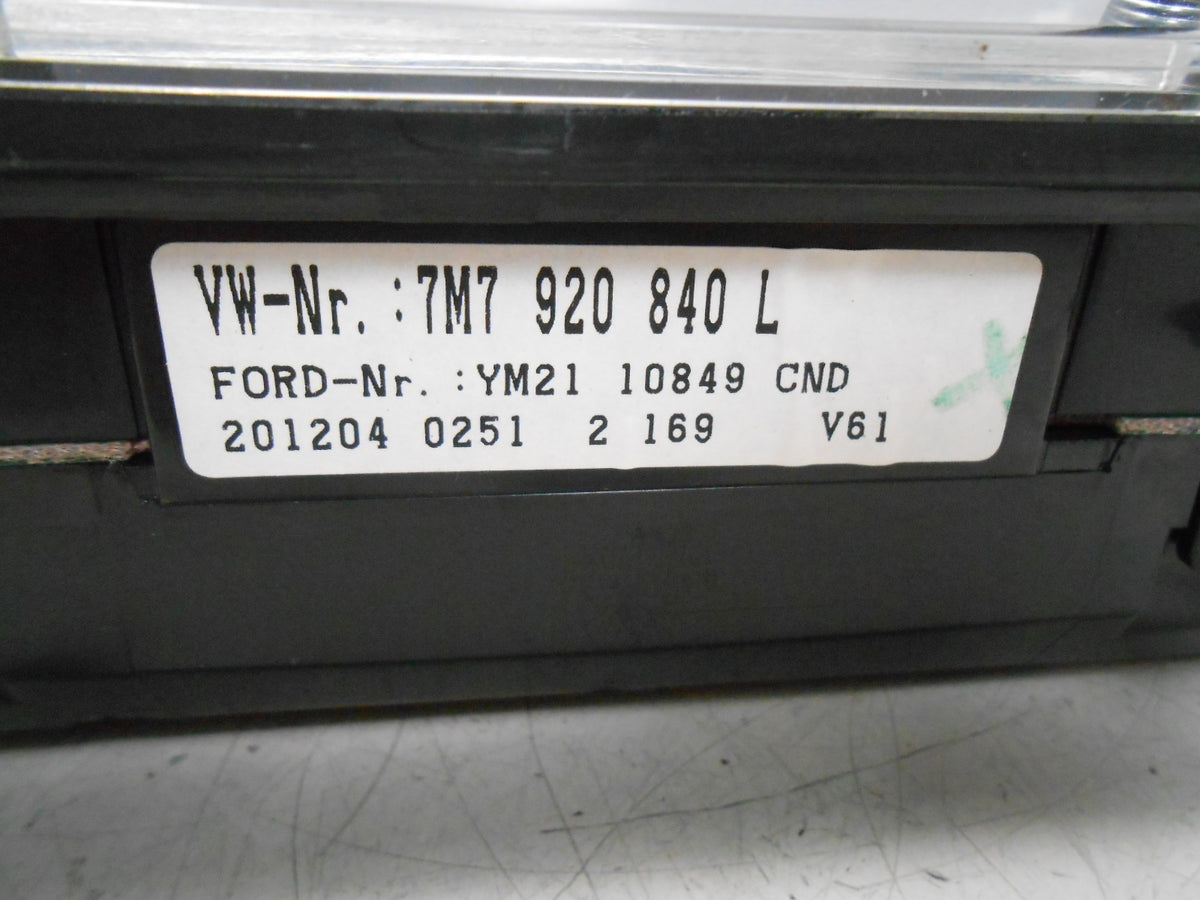 VW-Nr.:7M7 920 840 L
FORD-Nr.:YM21 10849 CND
201204 0251 2 169 V61